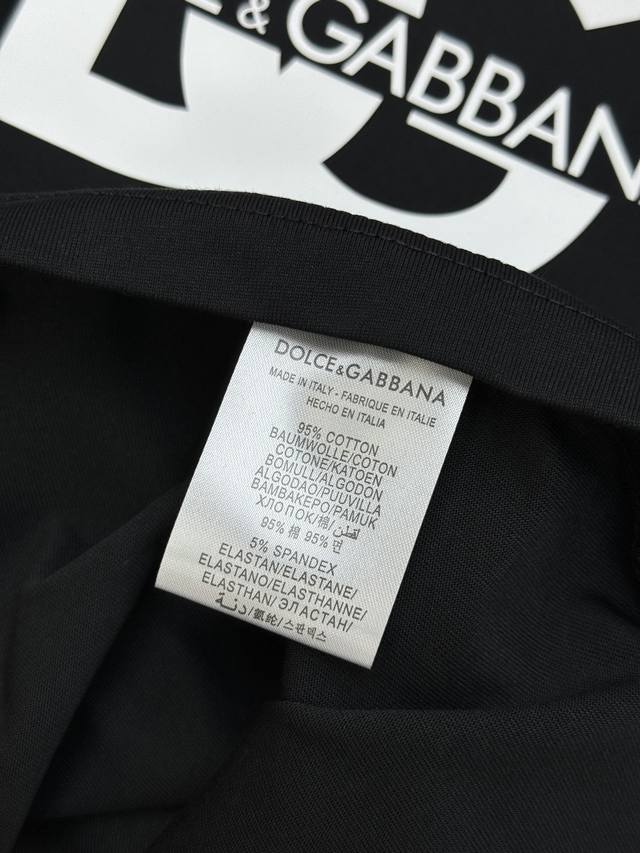 & GABBANA
DOLCE&GABBANA
MADE IN ITALY - FABRIQUE EN ITALIE
HECHO EN ITALIA
95% COTTON
BAUMWOLLE/COTON
COTONE/KATOEN
BOMULL/ALGODON
ALGODAO/PUUVILLA
BAMBAKEPO/PAMUK
ХЛОПОК/棉/قطن
95% 棉 95% 면
5% SPANDEX
ELASTAN/ELASTANE/
ELASTANO/ELASTHANNE/
ELASTHAN/ЭЛАСТАН/
/스판덱스